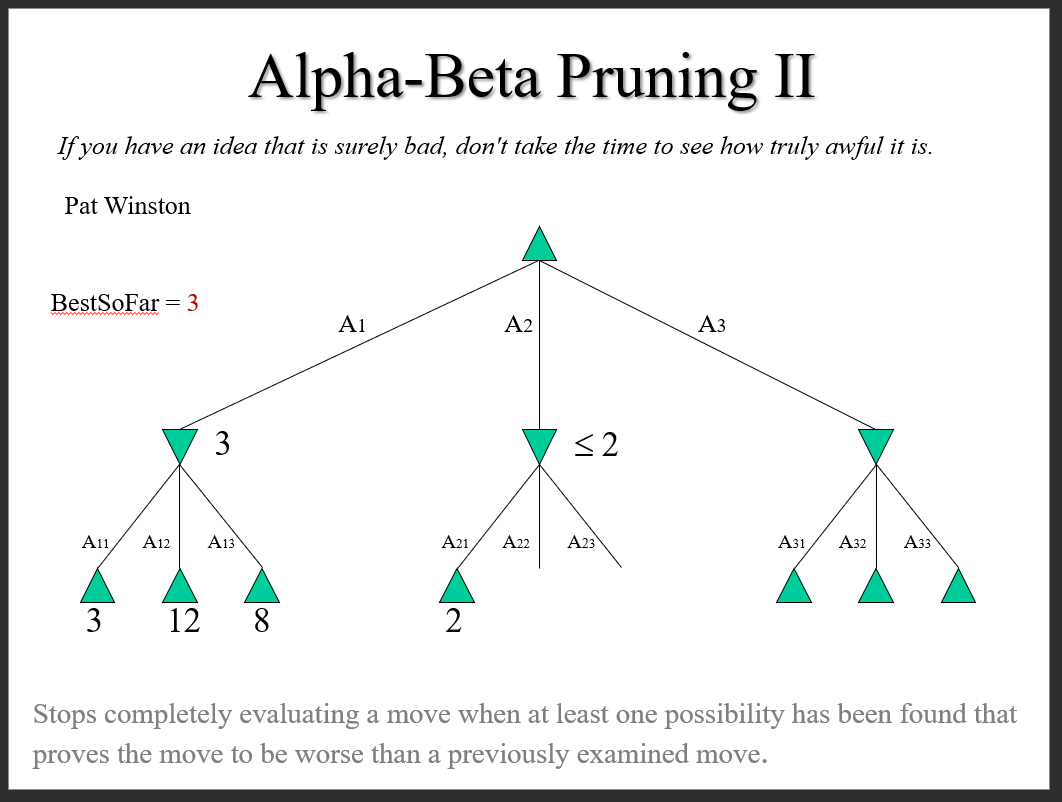 Alpha-Beta Pruning II
If you have an idea that is surely bad, don't take the time to see how truly awful it is.
Pat Winston
BestSoFar = 3
A1
A2
A3
3
≤ 2
A11
A12
A13
A21
A22
A23
A31
A32
A33
3
12
8
2
Stops completely evaluating a move when at least one possibility has been found that
proves the move to be worse than a previously examined move.